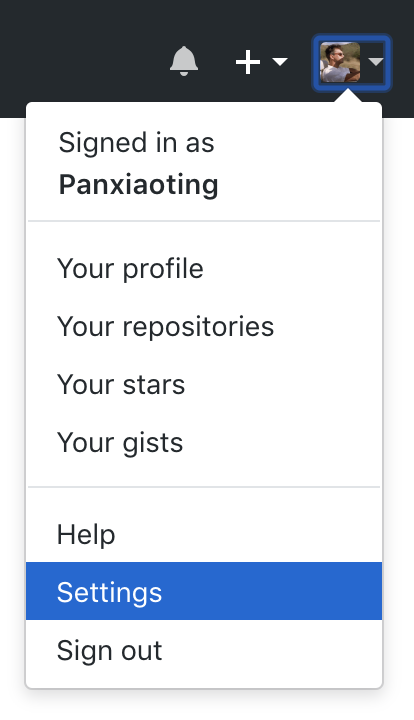 Signed in as
Panxiaoting
Your profile
Your repositories
Your stars
Your gists
Help
Settings
Sign out